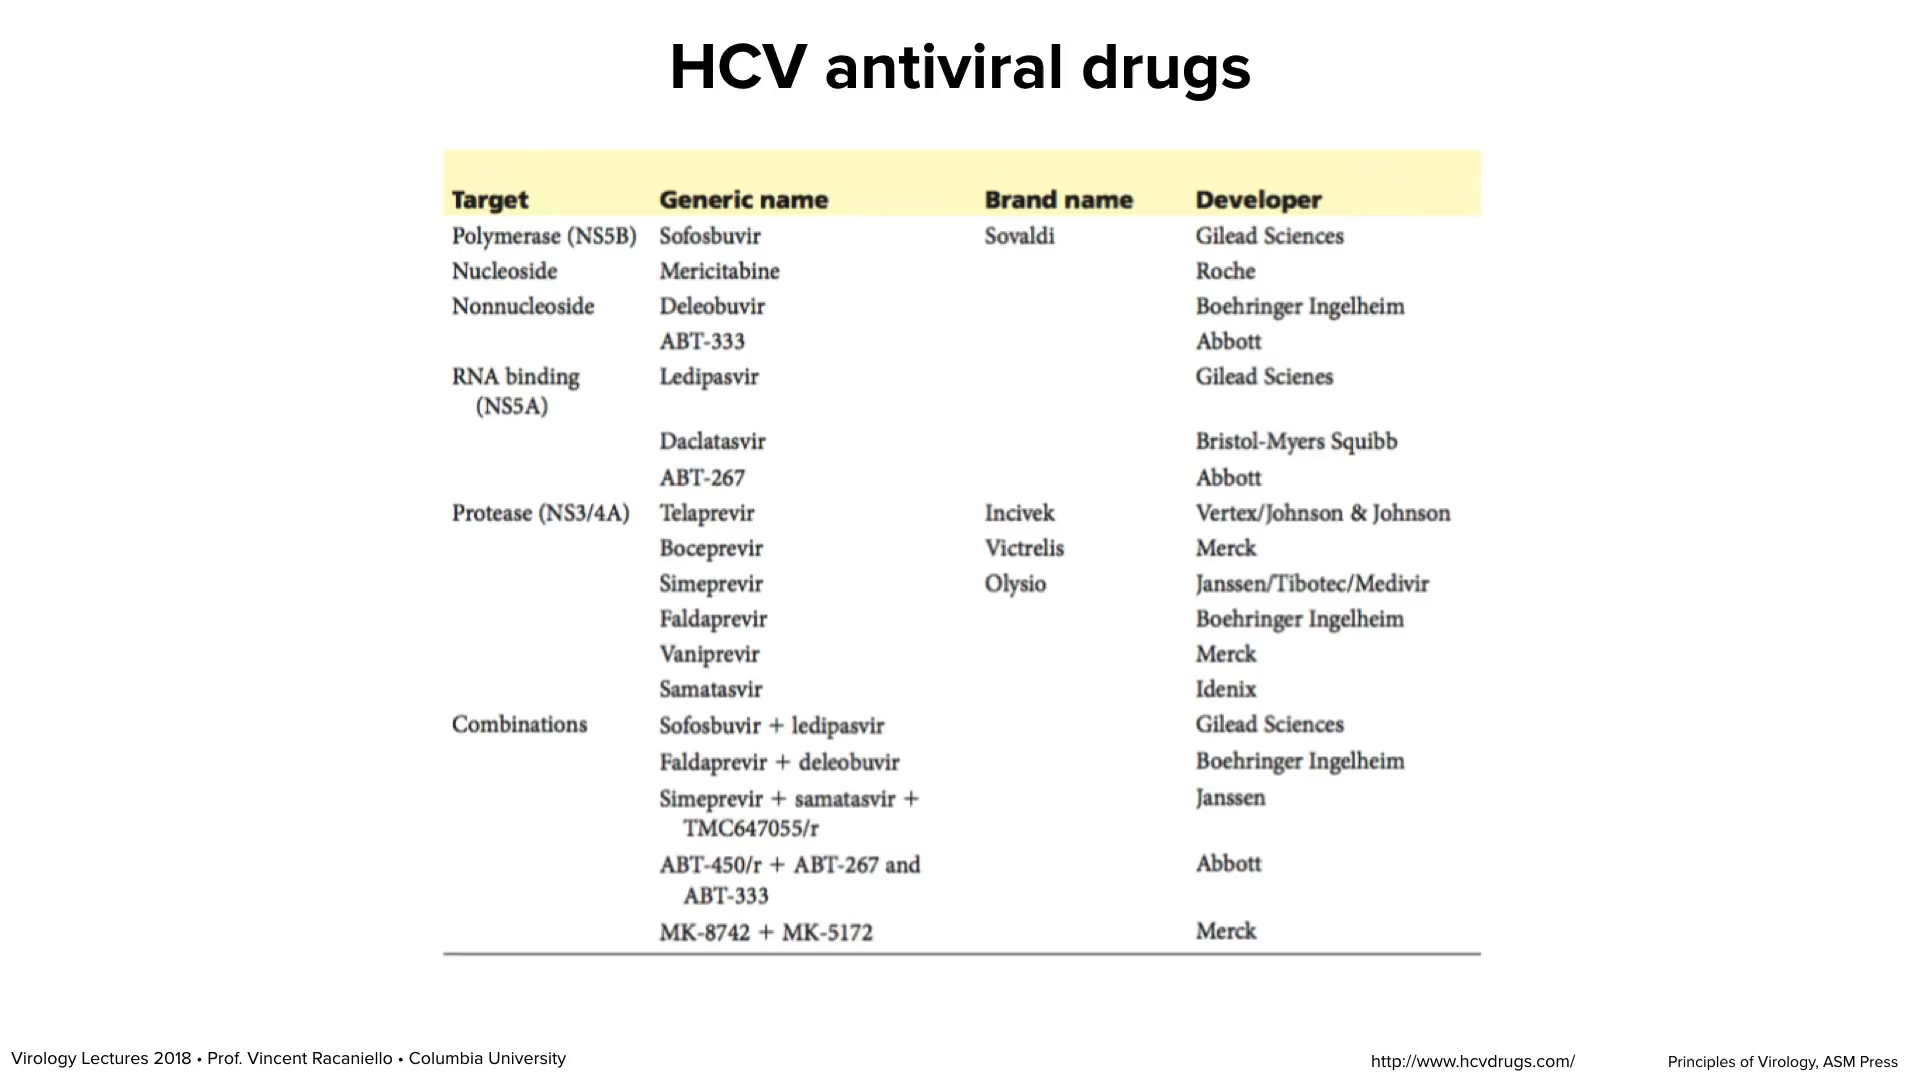 HCV antiviral drugs
Target Generic name Brand name Developer
Polymerase (NS5B) Sofosbuvir Sovaldi Gilead Sciences
Nucleoside Mericitabine Roche
Nonnucleoside Deleobuvir Boehringer Ingelheim
ABT-333 Abbott
RNA binding Ledipasvir Gilead Scienes
(NS5A)
Daclatasvir Bristol-Myers Squibb
ABT-267 Abbott
Protease (NS3/4A) Telaprevir Incivek Vertex/Johnson & Johnson
Boceprevir Victrelis Merck
Simeprevir Olysio Janssen/Tibotec/Medivir
Faldaprevir Boehringer Ingelheim
Vaniprevir Merck
Samatasvir Idenix
Combinations Sofosbuvir + ledipasvir Gilead Sciences
Faldaprevir + deleobuvir Boehringer Ingelheim
Simeprevir + samatasvir + Janssen
TMC647055/r
ABT-450/r + ABT-267 and Abbott
ABT-333
MK-8742 + MK-5172 Merck
Virology Lectures 2018 • Prof. Vincent Racaniello • Columbia University
http://www.hcvdrugs.com/
Principles of Virology, ASM Press